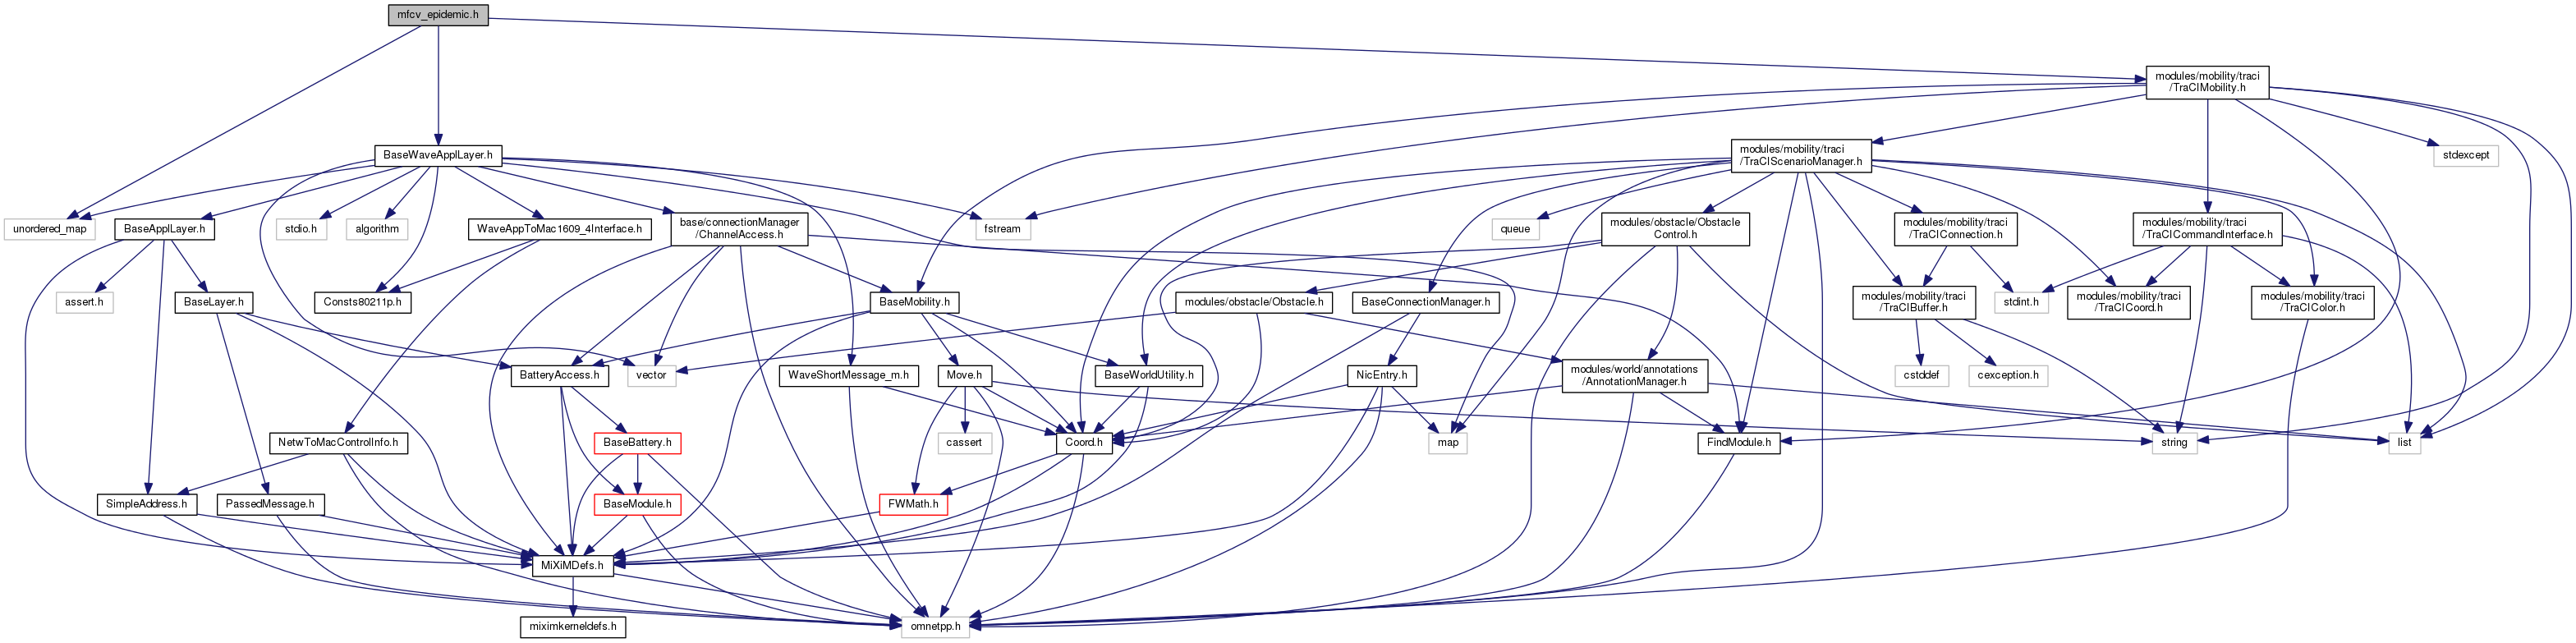 mfcv_epidemic.h
modules/mobility/traci
/TraCIMobility.h
BaseWaveApplLayer.h
modules/mobility/traci
/TraCIScenarioManager.h
stdexcept
unordered_map
BaseApplLayer.h
stdio.h
algorithm
WaveAppToMac1609_4Interface.h
base/connectionManager
/ChannelAccess.h
fstream
queue
modules/obstacle/Obstacle
Control.h
modules/mobility/traci
/TraCIConnection.h
modules/mobility/traci
/TraCICommandInterface.h
assert.h
BaseLayer.h
Consts80211p.h
BaseMobility.h
modules/obstacle/Obstacle.h
BaseConnectionManager.h
modules/mobility/traci
/TraCIBuffer.h
stdint.h
modules/mobility/traci
/TraCICoord.h
modules/mobility/traci
/TraCIColor.h
BatteryAccess.h
vector
WaveShortMessage_m.h
Move.h
BaseWorldUtility.h
NicEntry.h
modules/world/annotations
/AnnotationManager.h
cstddef
cexception.h
NetwToMacControlInfo.h
BaseBattery.h
cassert
Coord.h
map
FindModule.h
string
list
SimpleAddress.h
PassedMessage.h
BaseModule.h
FWMath.h
MiXiMDefs.h
miximkerneldefs.h
omnetpp.h